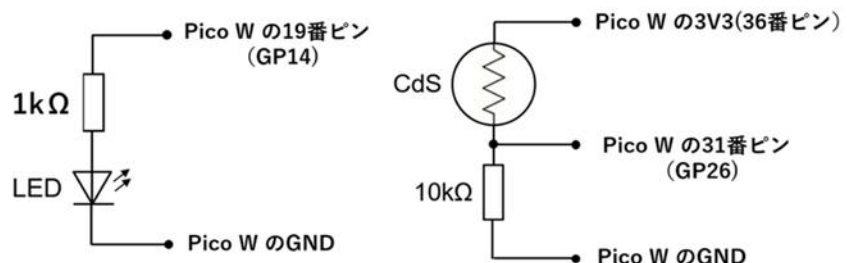 Pico W の19番ピン
(GP14)
1kΩ
LED
Pico W のGND
Pico W の3V3(36番ピン)
CdS
Pico W の31番ピン
(GP26)
10kΩ
Pico W のGND